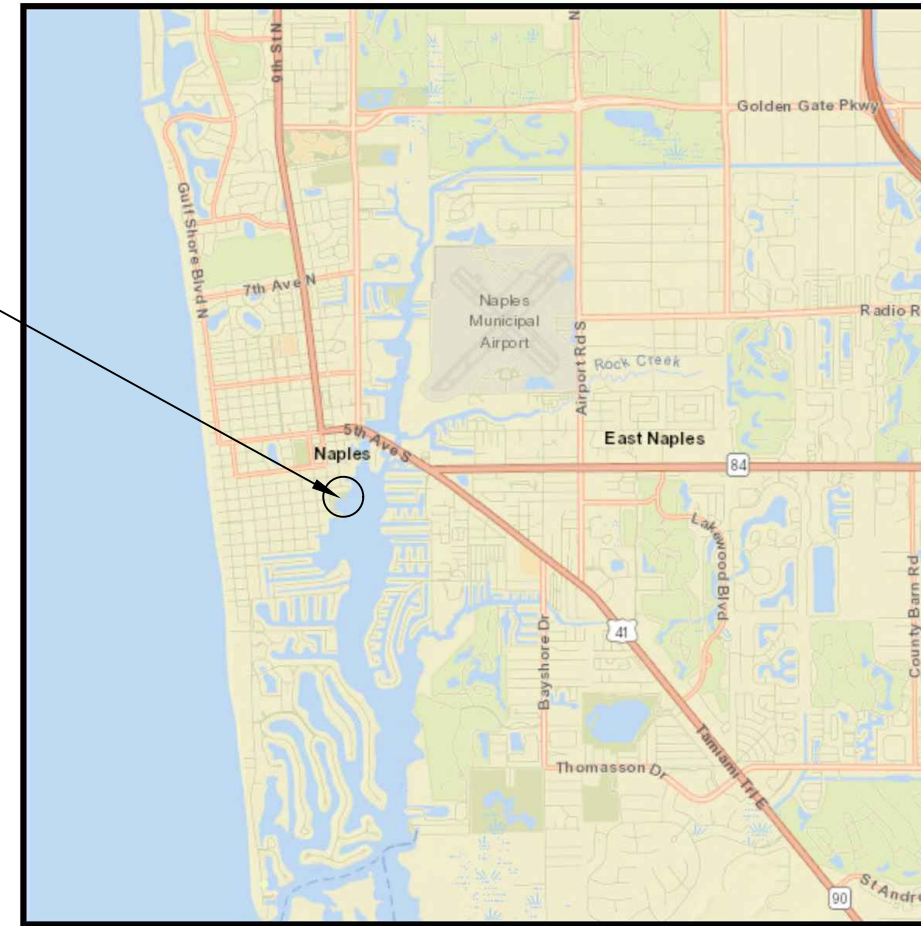 9th St N
N
Golden Gate Pkwy
Gulf Shore Blvd N
7th Ave N
Naples
Municipal
Airport
Radio R
Airport Rd S
Rock Creek
5th Ave S
Naples
East Naples
84
Lakewood Blvd
County Barn Rd
41
Bayshore Dr
Tamiami Trl E
Thomasson Dr
90
St Andre